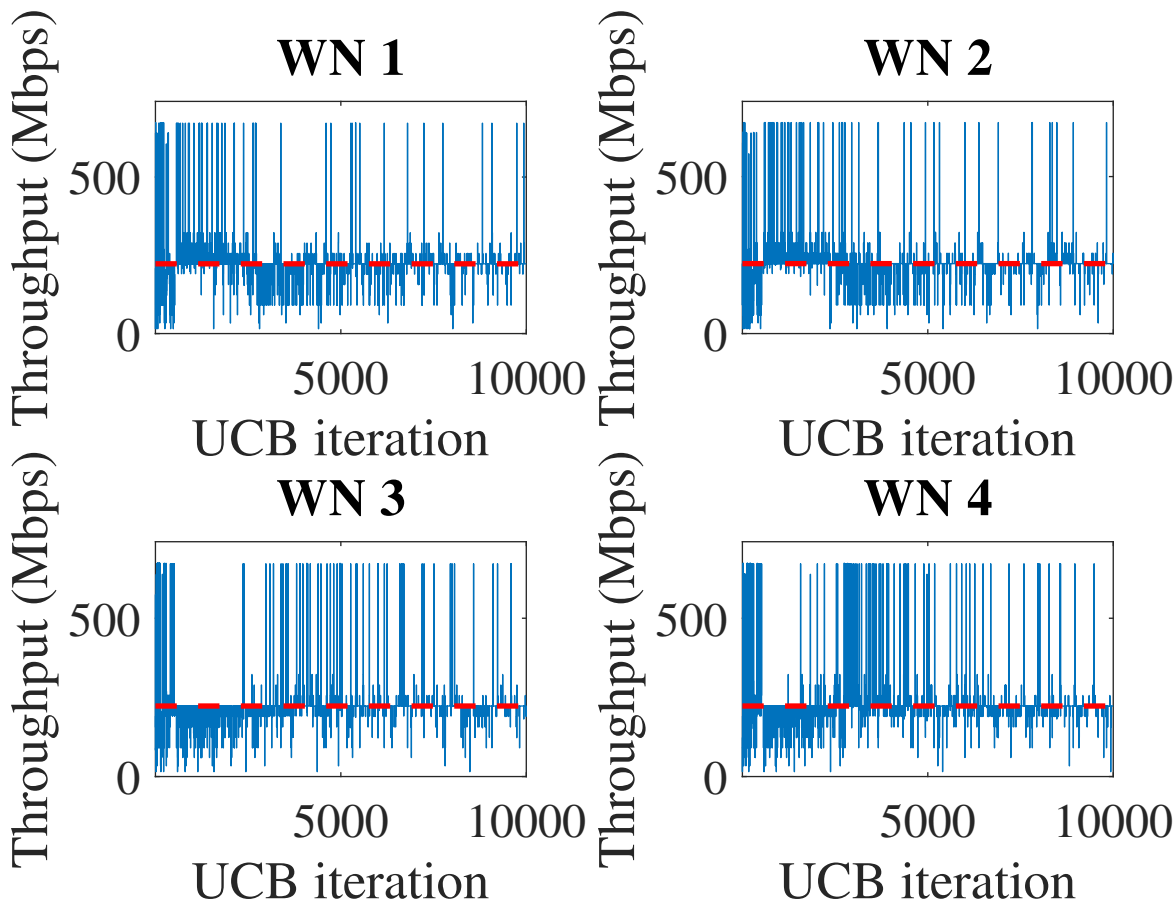 WN 1
Throughput (Mbps)
500
0
5000
10000
UCB iteration
WN 2
Throughput (Mbps)
500
0
5000
10000
UCB iteration
WN 3
Throughput (Mbps)
500
0
5000
10000
UCB iteration
WN 4
Throughput (Mbps)
500
0
5000
10000
UCB iteration